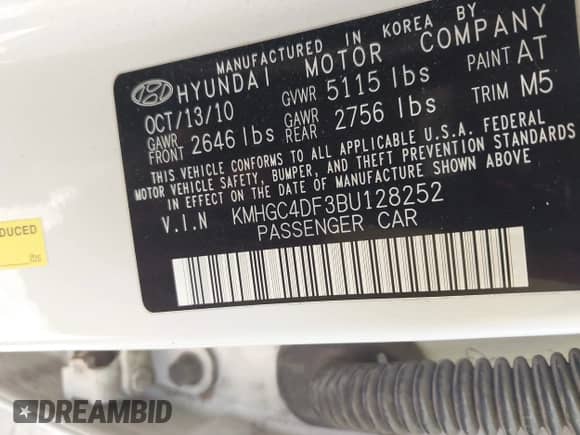 MANUFACTURED IN KOREA BY
HYUNDAI MOTOR COMPANY
OCT/13/10 GVWR 5115 lbs PAINT AT
GAWR FRONT 2646 lbs GAWR REAR 2756 lbs TRIM M5
THIS VEHICLE CONFORMS TO ALL APPLICABLE U.S.A. FEDERAL
MOTOR VEHICLE SAFETY, BUMPER, AND THEFT PREVENTION STANDARDS
IN EFFECT ON THE DATE OF MANUFACTURE SHOWN ABOVE.
V.I.N KMHGC4DF3BU128252
PASSENGER CAR
DUCED
lbs
DREAMBID